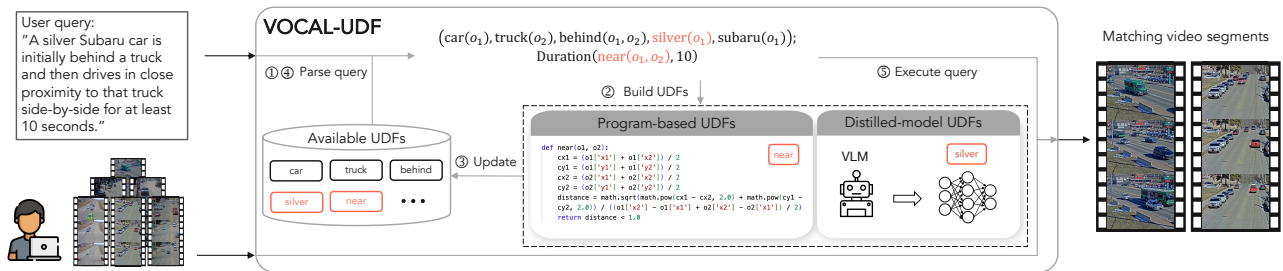 User query:
"A silver Subaru car is
initially behind a truck
and then drives in close
proximity to that truck
side-by-side for at least
10 seconds."
VOCAL-UDF
(car(o₁), truck(o₂), behind(o₁, o₂), silver(o₁), subaru(o₁));
Duration(near(o₁, o₂), 10)
①④ Parse query
⑤ Execute query
② Build UDFs
Available UDFs
car
truck
behind
silver
near
•••
③ Update
Program-based UDFs
near
def near(o1, o2):
cx1 = (o1['x1'] + o1['x2']) / 2
cy1 = (o1['y1'] + o1['y2']) / 2
cx2 = (o2['x1'] + o2['x2']) / 2
cy2 = (o2['y1'] + o2['y2']) / 2
distance = math.sqrt(math.pow(cx1 - cx2, 2.0) + math.pow(cy1 -
cy2, 2.0)) / ((o1['x2'] - o1['x1'] + o2['x2'] - o2['x1']) / 2)
return distance < 1.0
Distilled-model UDFs
VLM
silver
Matching video segments